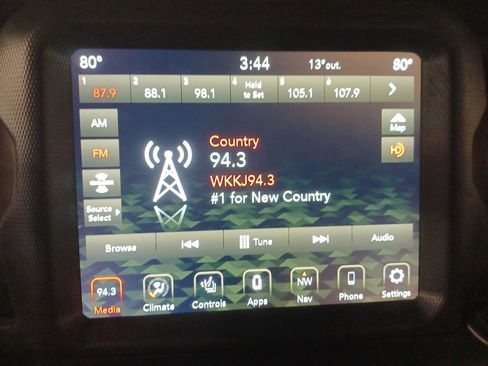 80° 3:44 13°out. 80°
1 2 3 4 5 6
87.9 88.1 98.1 Hold to Set 105.1 107.9
AM
Map
FM
HD
Country
94.3
WKKJ94.3
#1 for New Country
Source Select
Browse Tune Audio
94.3 NW
Media Climate Controls Apps Nav Phone Settings